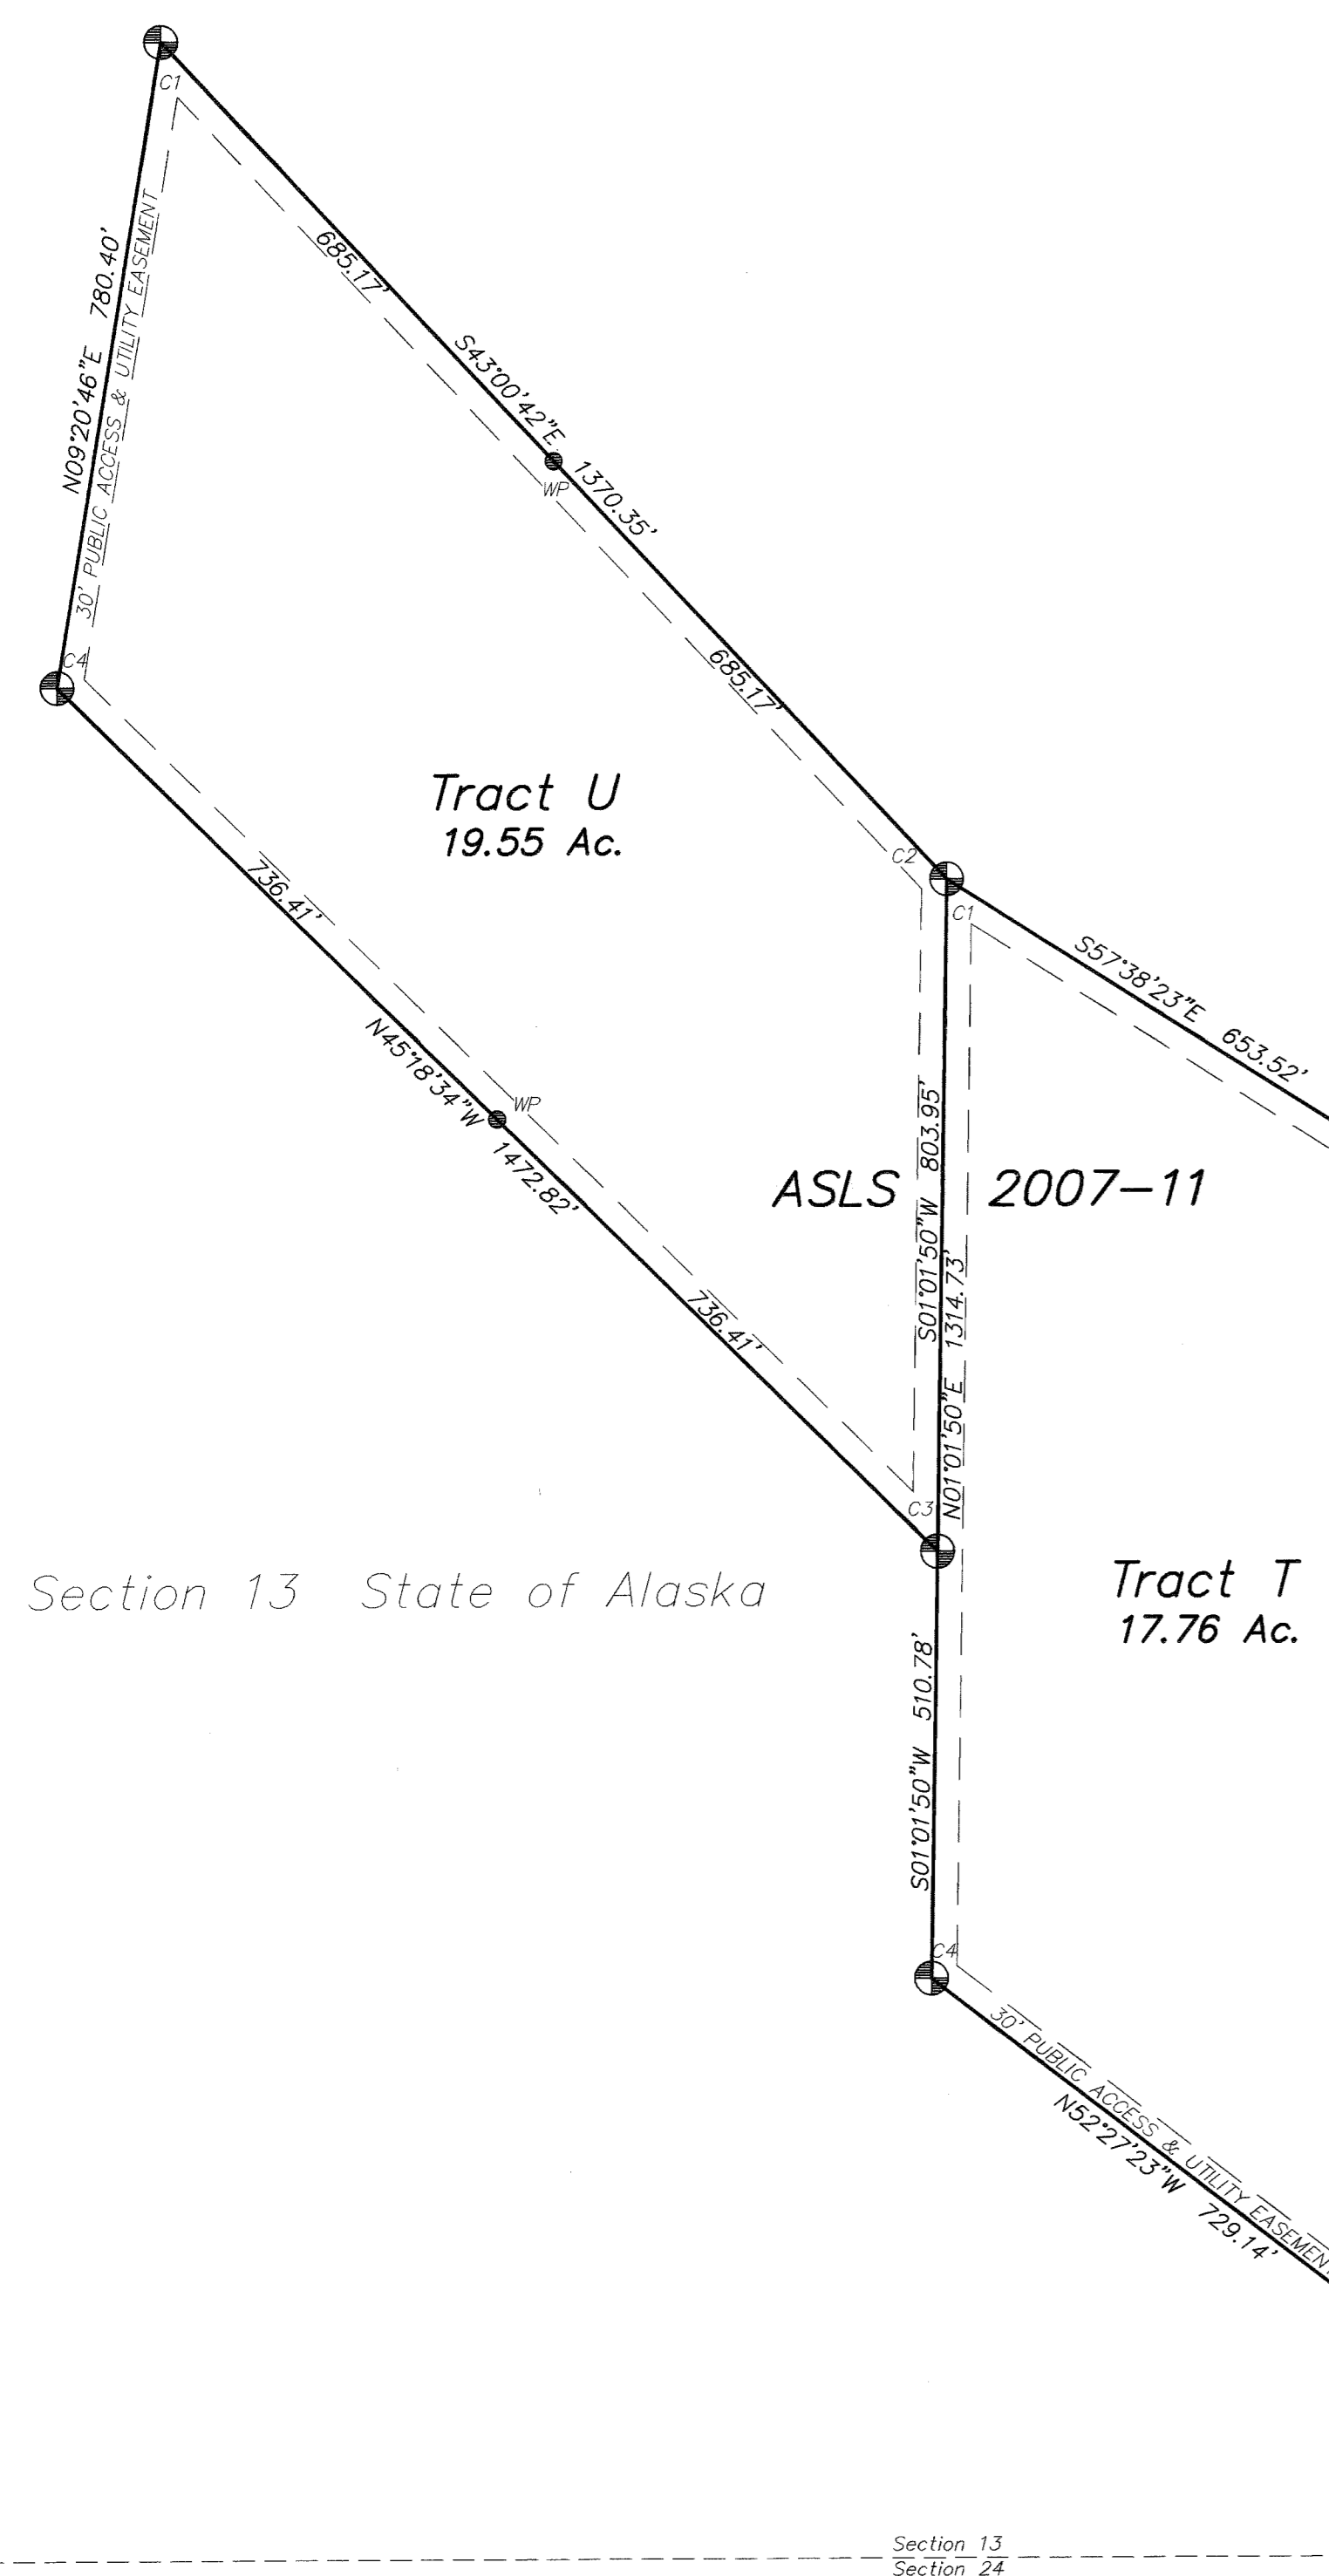 C1
N09°20'46"E 780.40'
30' PUBLIC ACCESS & UTILITY EASEMENT
685.17'
S43°00'42"E 1370.35'
WP
685.17'
C4
Tract U
19.55 Ac.
C2
C1
S57°38'23"E 653.52'
736.41'
N45°18'34"W 1472.82'
WP
S01°01'50"W 803.95'
ASLS 2007-11
N01°01'50"E 1314.73'
736.41'
C3
Section 13 State of Alaska
Tract T
17.76 Ac.
S01°01'50"W 510.78'
C4
30' PUBLIC ACCESS & UTILITY EASEMENT
N52°27'23"W 729.14'
Section 13
Section 24